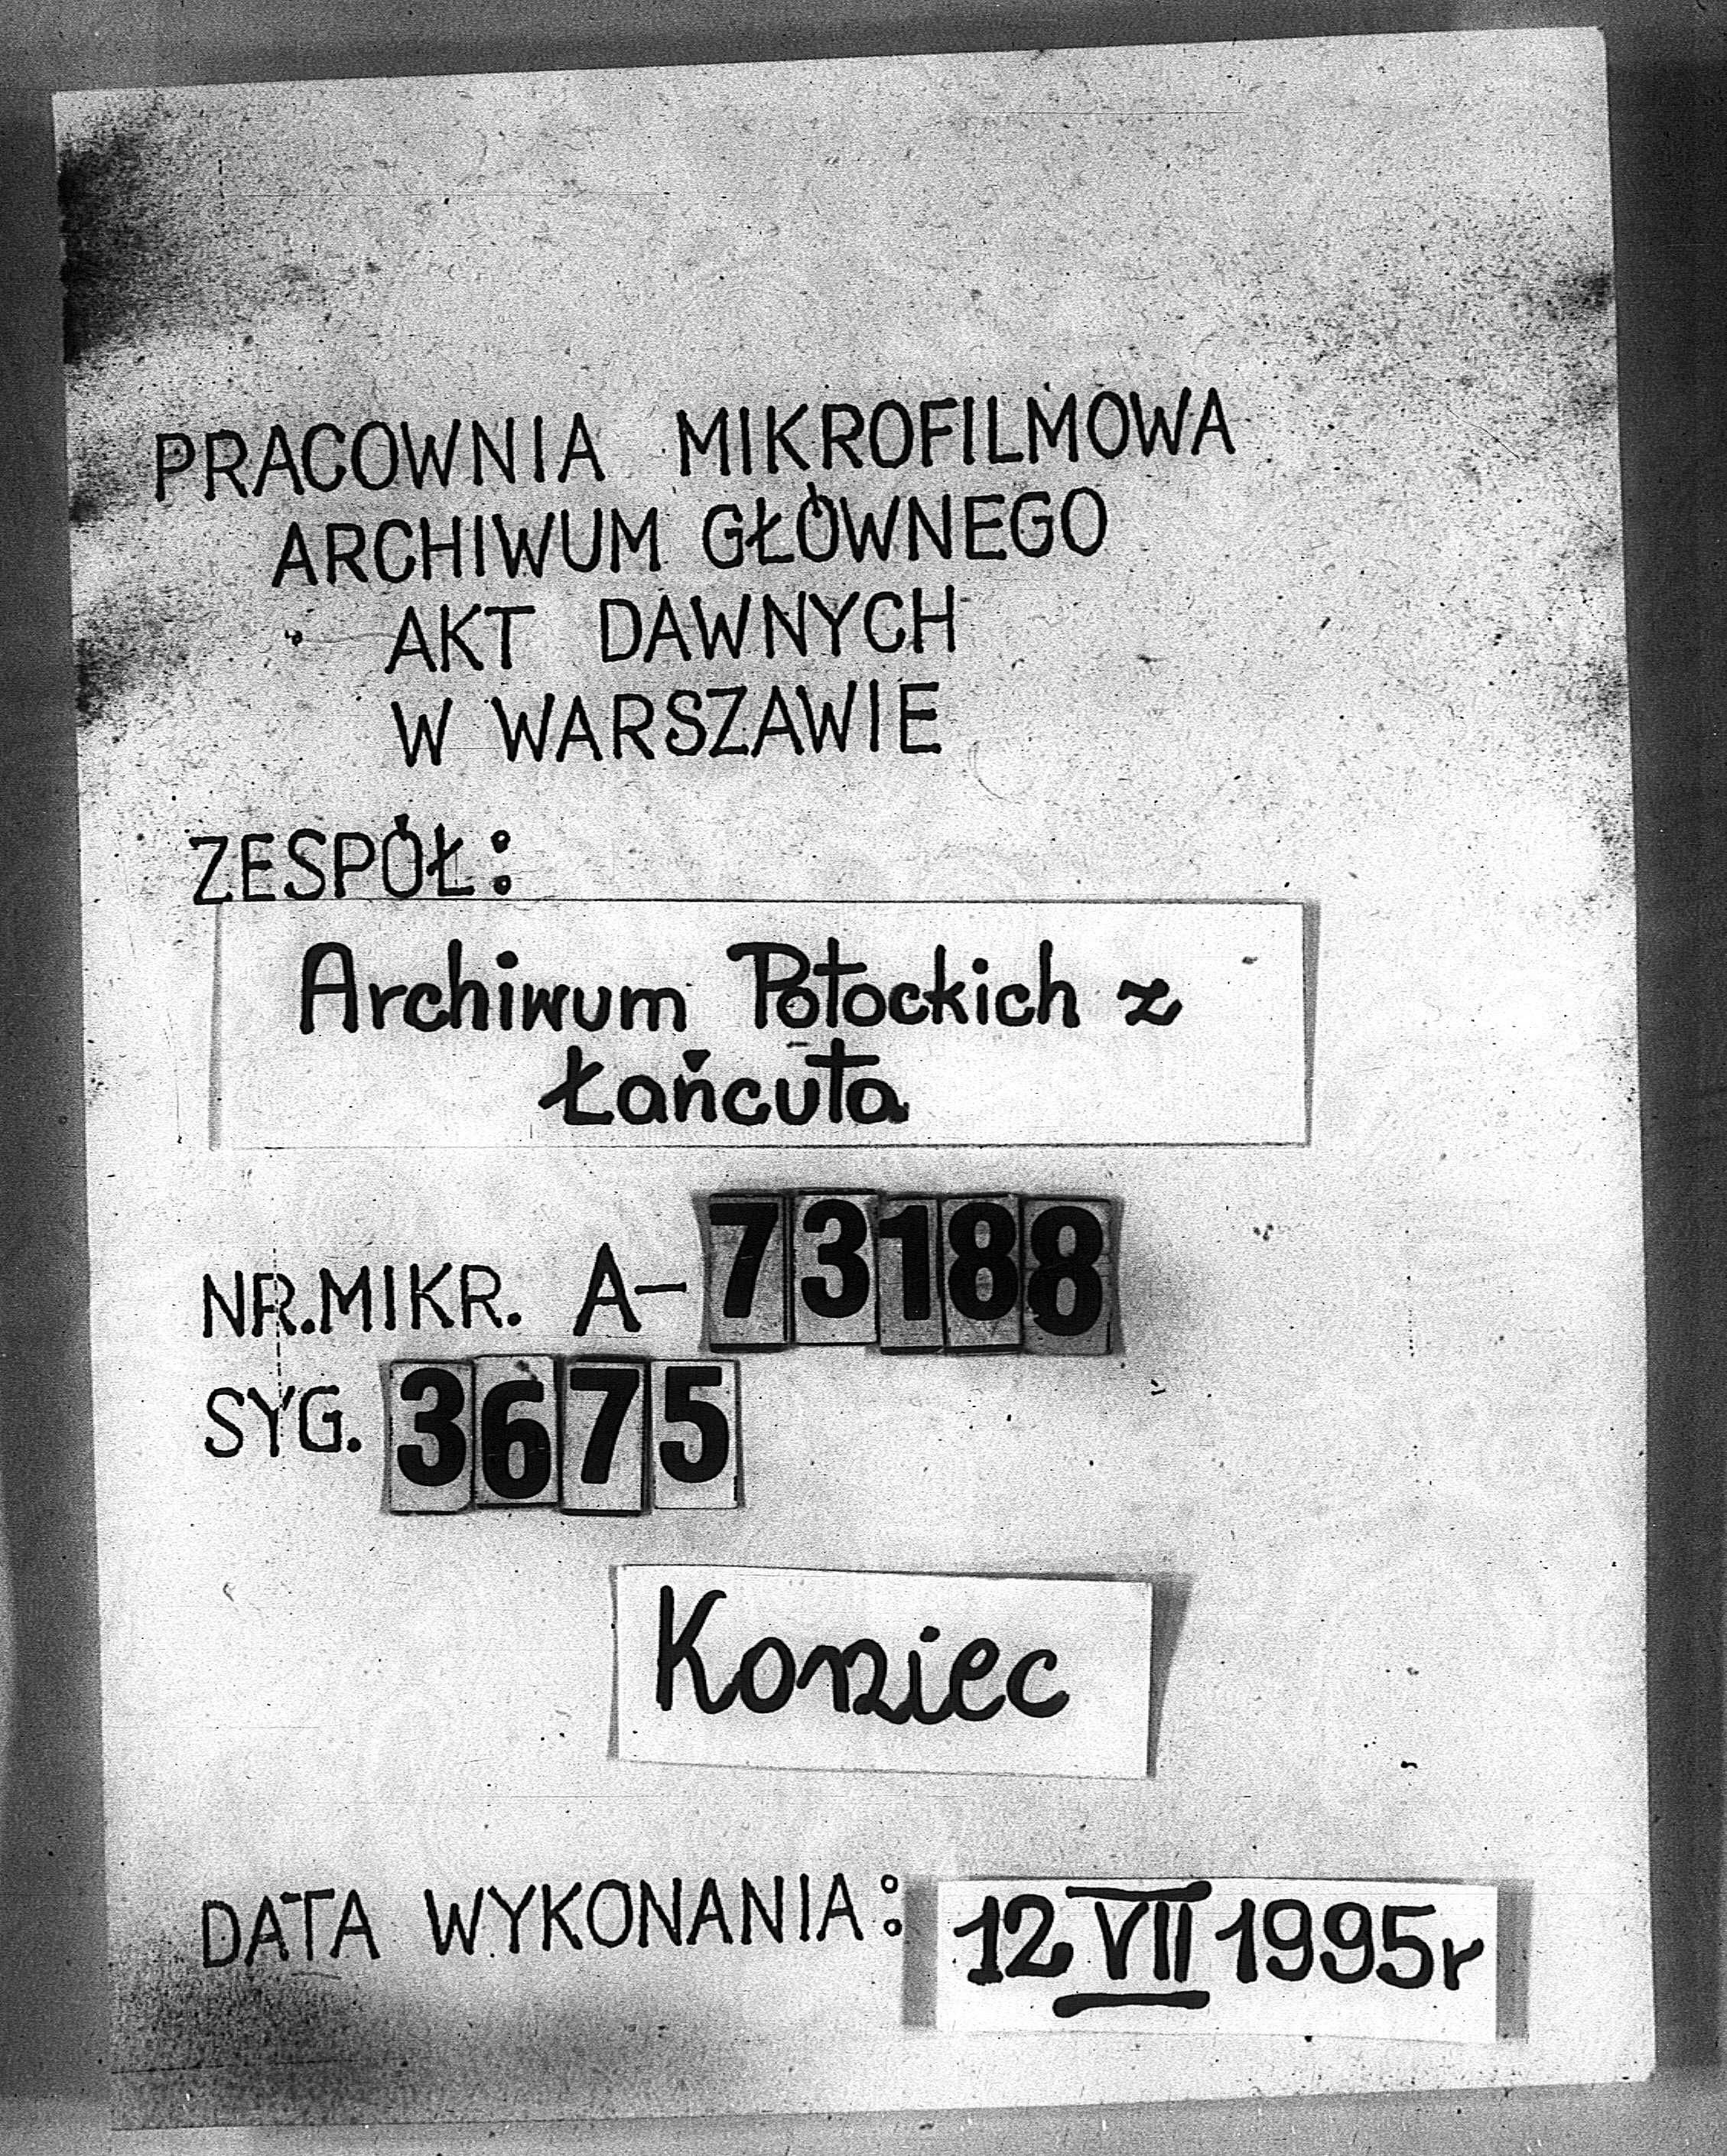 PRACOWNIA MIKROFILMOWA
ARCHIWUM GŁÓWNEGO
AKT DAWNYCH
W WARSZAWIE
ZESPÓŁ:
Archiwum Potockich z
Łańcuta
NR.MIKR. A-73188
SYG. 3675
Koniec
DATA WYKONANIA: 12 VII 1995r